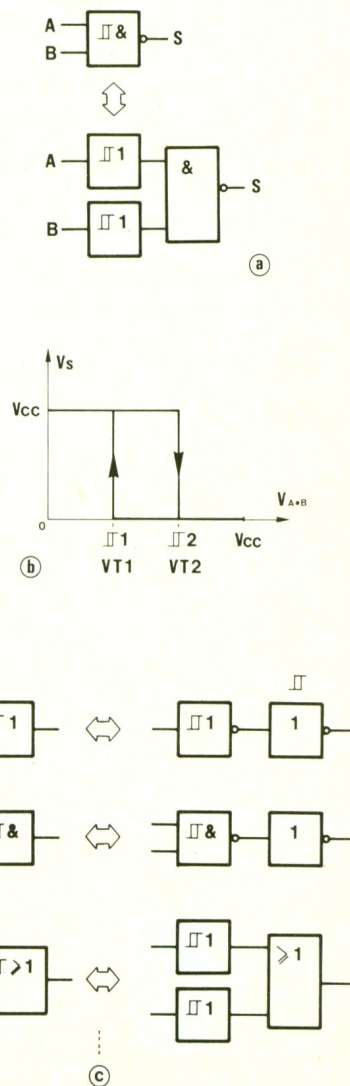 A
B
⎎ &
S
A
⎎ 1
B
⎎ 1
&
S
a
Vs
Vcc
0
⎎ 1
VT1
⎎ 2
VT2
Vcc
VA•B
b
⎎
1
⎎ 1
1
&
⎎ &
1
⩾ 1
⎎ 1
⎎ 1
⩾ 1
c